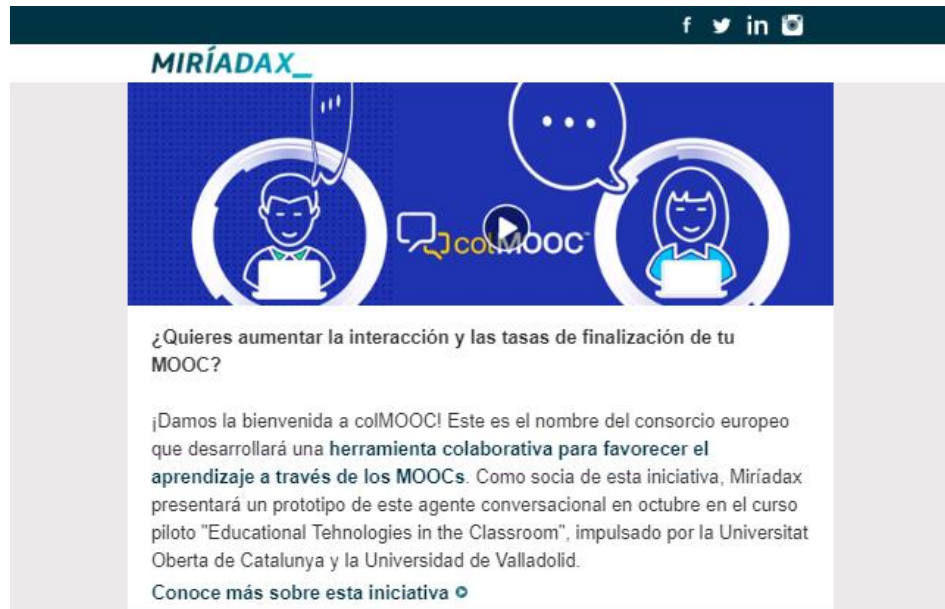 MIRÍADAX_
colMOOC
¿Quieres aumentar la interacción y las tasas de finalización de tu
MOOC?
¡Damos la bienvenida a colMOOC! Este es el nombre del consorcio europeo
que desarrollará una herramienta colaborativa para favorecer el
aprendizaje a través de los MOOCs. Como socia de esta iniciativa, Miríadax
presentará un prototipo de este agente conversacional en octubre en el curso
piloto "Educational Tehnologies in the Classroom", impulsado por la Universitat
Oberta de Catalunya y la Universidad de Valladolid.
Conoce más sobre esta iniciativa